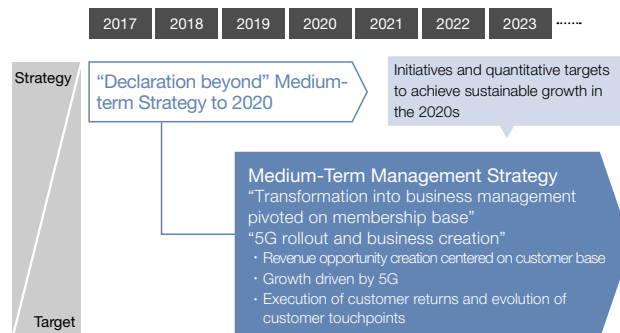 2017 2018 2019 2020 2021 2022 2023 ·······
Strategy
“Declaration beyond” Medium-
term Strategy to 2020
Initiatives and quantitative targets
to achieve sustainable growth in
the 2020s
Medium-Term Management Strategy
“Transformation into business management
pivoted on membership base”
“5G rollout and business creation”
・Revenue opportunity creation centered on customer base
・Growth driven by 5G
・Execution of customer returns and evolution of
customer touchpoints
Target